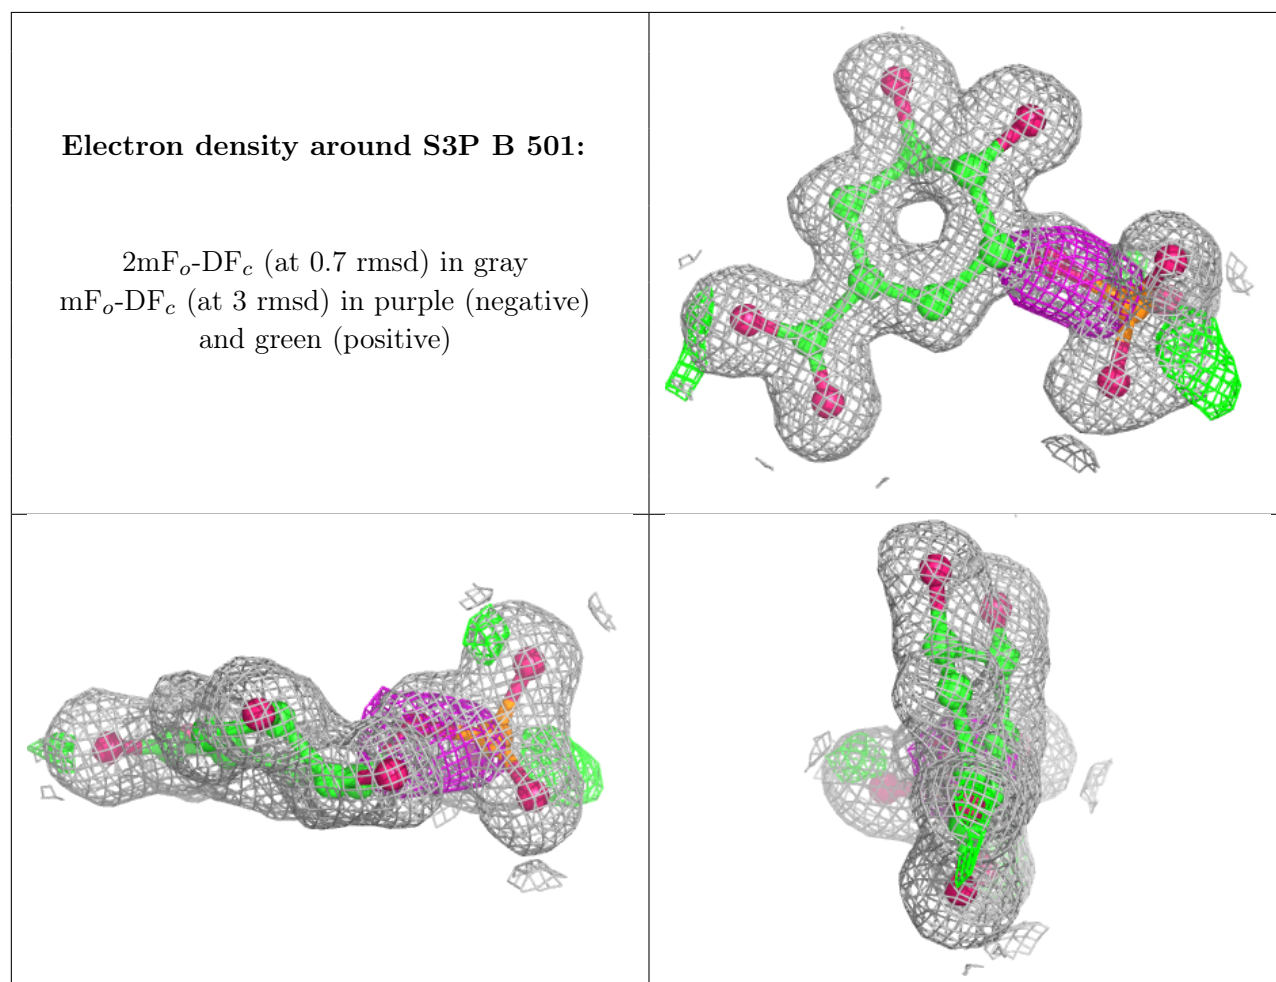 Electron density around S3P B 501:
2mFo-DFc (at 0.7 rmsd) in gray
mFo-DFc (at 3 rmsd) in purple (negative)
and green (positive)